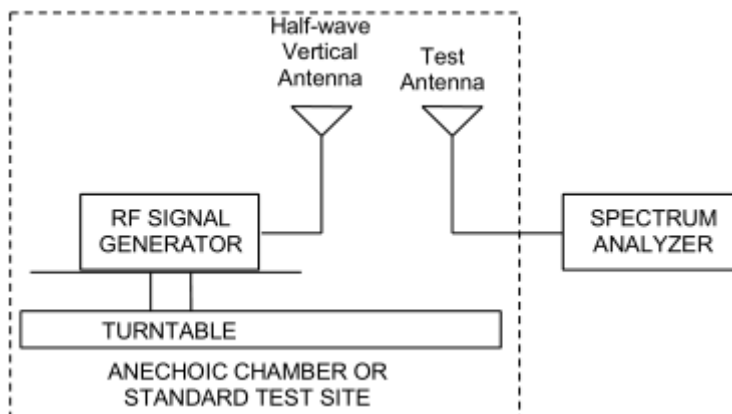 Half-wave
Vertical
Antenna
Test
Antenna
RF SIGNAL
GENERATOR
SPECTRUM
ANALYZER
TURNTABLE
ANECHOIC CHAMBER OR
STANDARD TEST SITE